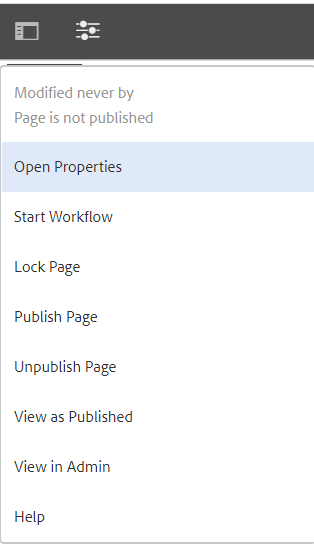 Modified never by
Page is not published
Open Properties
Start Workflow
Lock Page
Publish Page
Unpublish Page
View as Published
View in Admin
Help